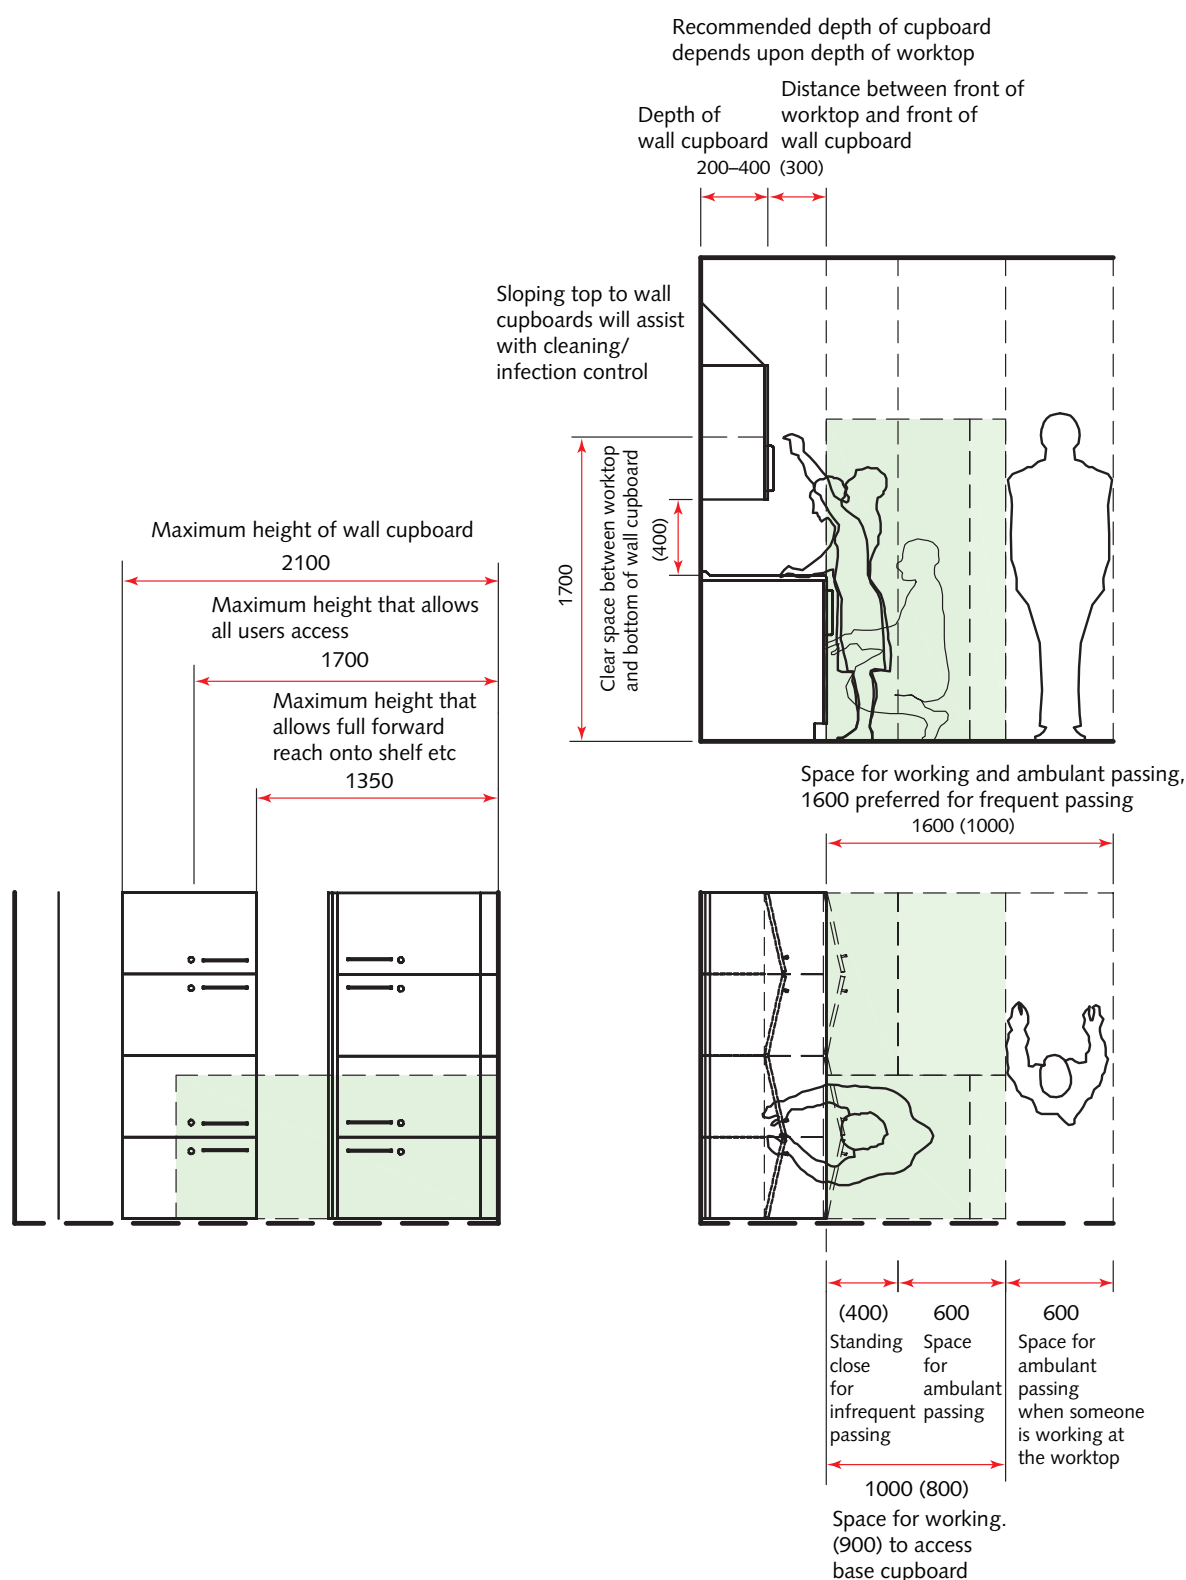 Recommended depth of cupboard
depends upon depth of worktop
Distance between front of
worktop and front of
wall cupboard
(300)
Depth of
wall cupboard
200–400
Sloping top to wall
cupboards will assist
with cleaning/
infection control
1700
Clear space between worktop
and bottom of wall cupboard
(400)
Maximum height of wall cupboard
2100
Maximum height that allows
all users access
1700
Maximum height that
allows full forward
reach onto shelf etc
1350
Space for working and ambulant passing,
1600 preferred for frequent passing
1600 (1000)
(400)
Standing
close
for
infrequent
passing
600
Space
for
ambulant
passing
600
Space for
ambulant
passing
when someone
is working at
the worktop
1000 (800)
Space for working.
(900) to access
base cupboard